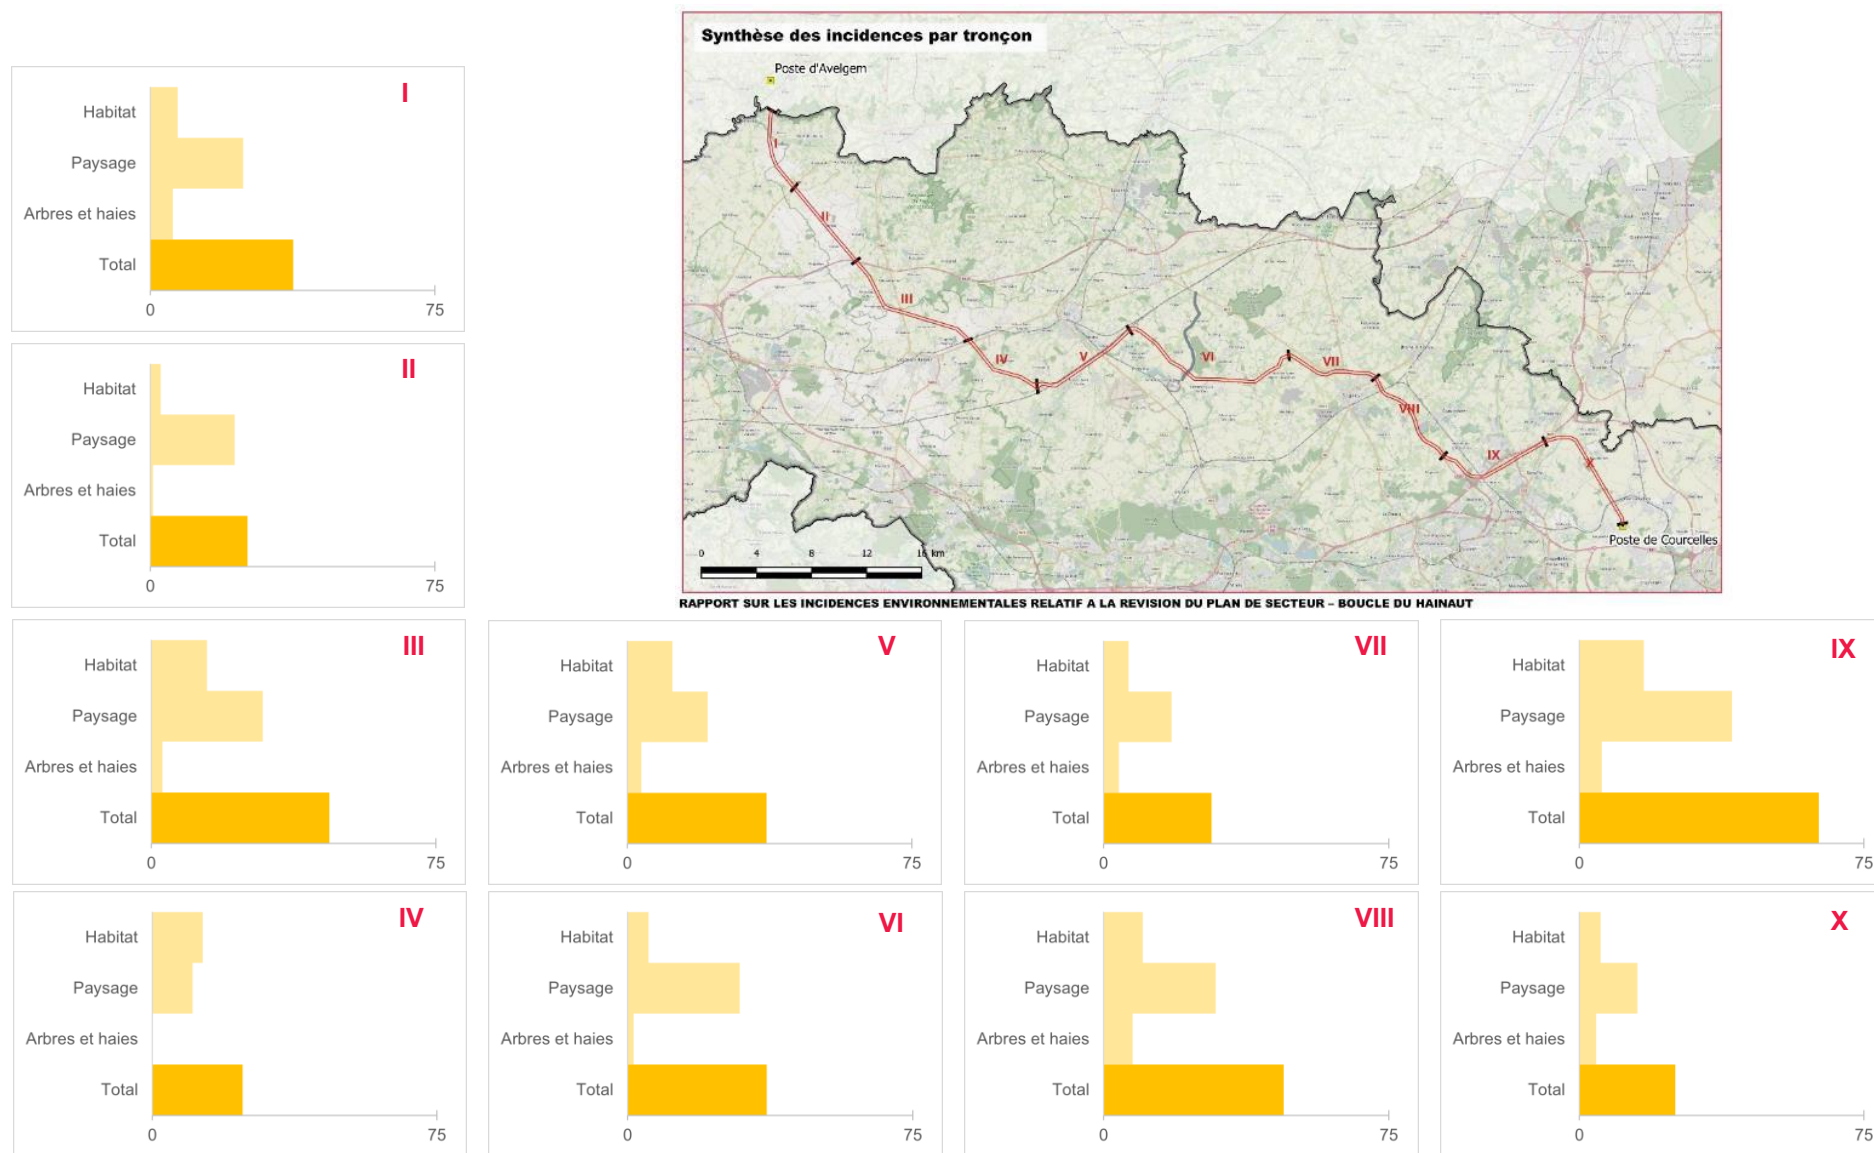 Synthèse des incidences par tronçon
Poste d'Avelgem
I
II
III
IV
V
VI
VII
VIII
IX
X
Poste de Courcelles
0 4 8 12 16 km
RAPPORT SUR LES INCIDENCES ENVIRONNEMENTALES RELATIF A LA REVISION DU PLAN DE SECTEUR – BOUCLE DU HAINAUT
I
Habitat
Paysage
Arbres et haies
Total
0 75
II
Habitat
Paysage
Arbres et haies
Total
0 75
III
Habitat
Paysage
Arbres et haies
Total
0 75
IV
Habitat
Paysage
Arbres et haies
Total
0 75
V
Habitat
Paysage
Arbres et haies
Total
0 75
VI
Habitat
Paysage
Arbres et haies
Total
0 75
VII
Habitat
Paysage
Arbres et haies
Total
0 75
VIII
Habitat
Paysage
Arbres et haies
Total
0 75
IX
Habitat
Paysage
Arbres et haies
Total
0 75
X
Habitat
Paysage
Arbres et haies
Total
0 75